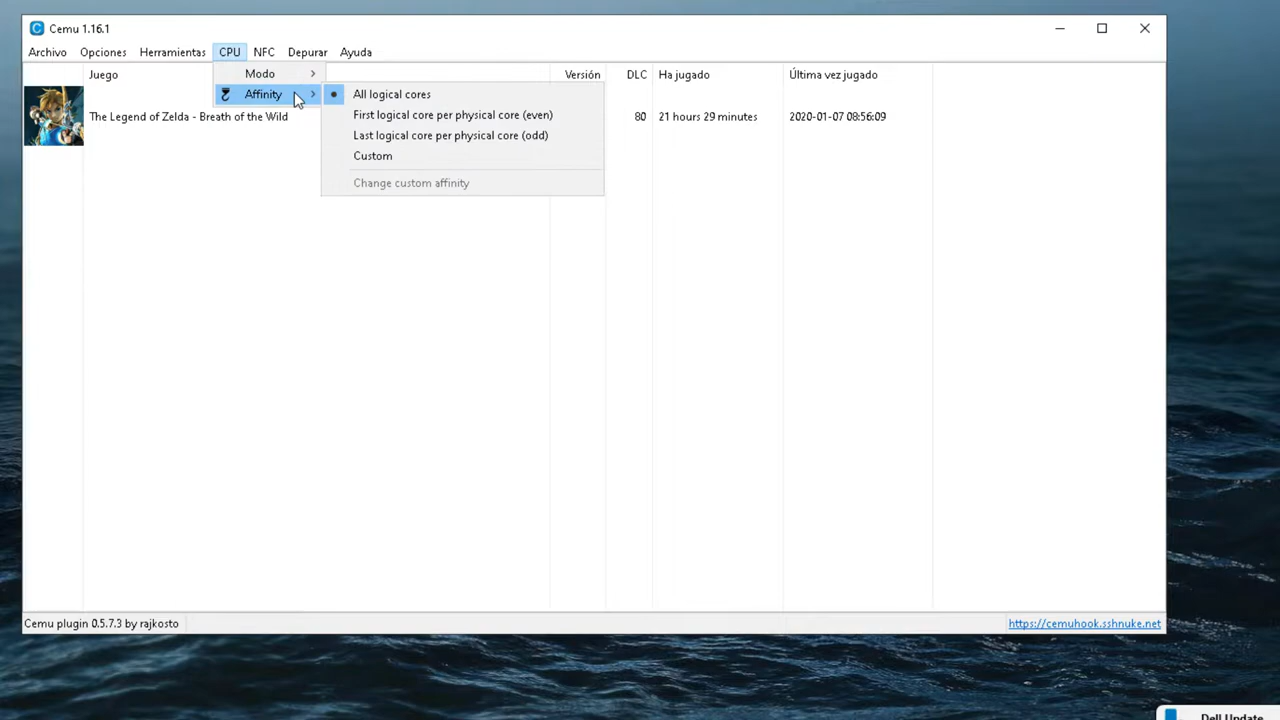 Cemu 1.16.1
Archivo Opciones Herramientas CPU NFC Depurar Ayuda
Juego Modo Versión DLC Ha jugado Última vez jugado
Affinity All logical cores
The Legend of Zelda - Breath of the Wild First logical core per physical core (even) 80 21 hours 29 minutes 2020-01-07 08:56:09
Last logical core per physical core (odd)
Custom
Change custom affinity
Cemu plugin 0.5.7.3 by rajkosto https://cemuhook.sshnuke.net
Dell Update